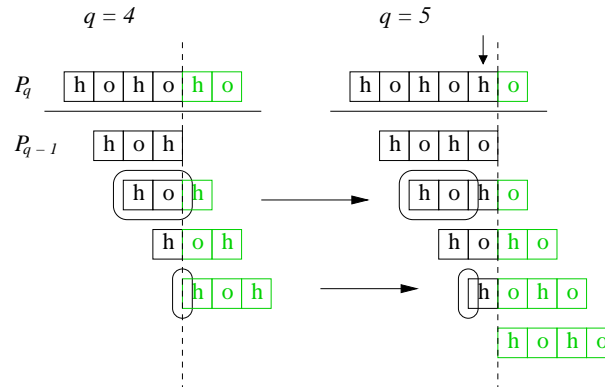 q = 4 q = 5
P_q h o h o h o h o h o h o
P_{q-1} h o h h o h o
h o h h o h o
h o h h o h o
h o h h o h o
h o h o